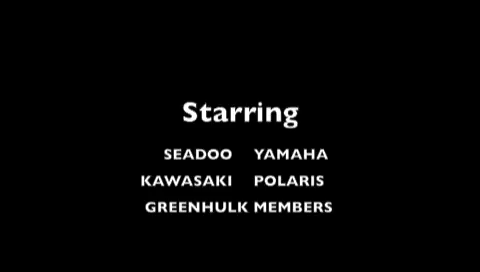 Starring
SEADOO YAMAHA
KAWASAKI POLARIS
GREENHULK MEMBERS